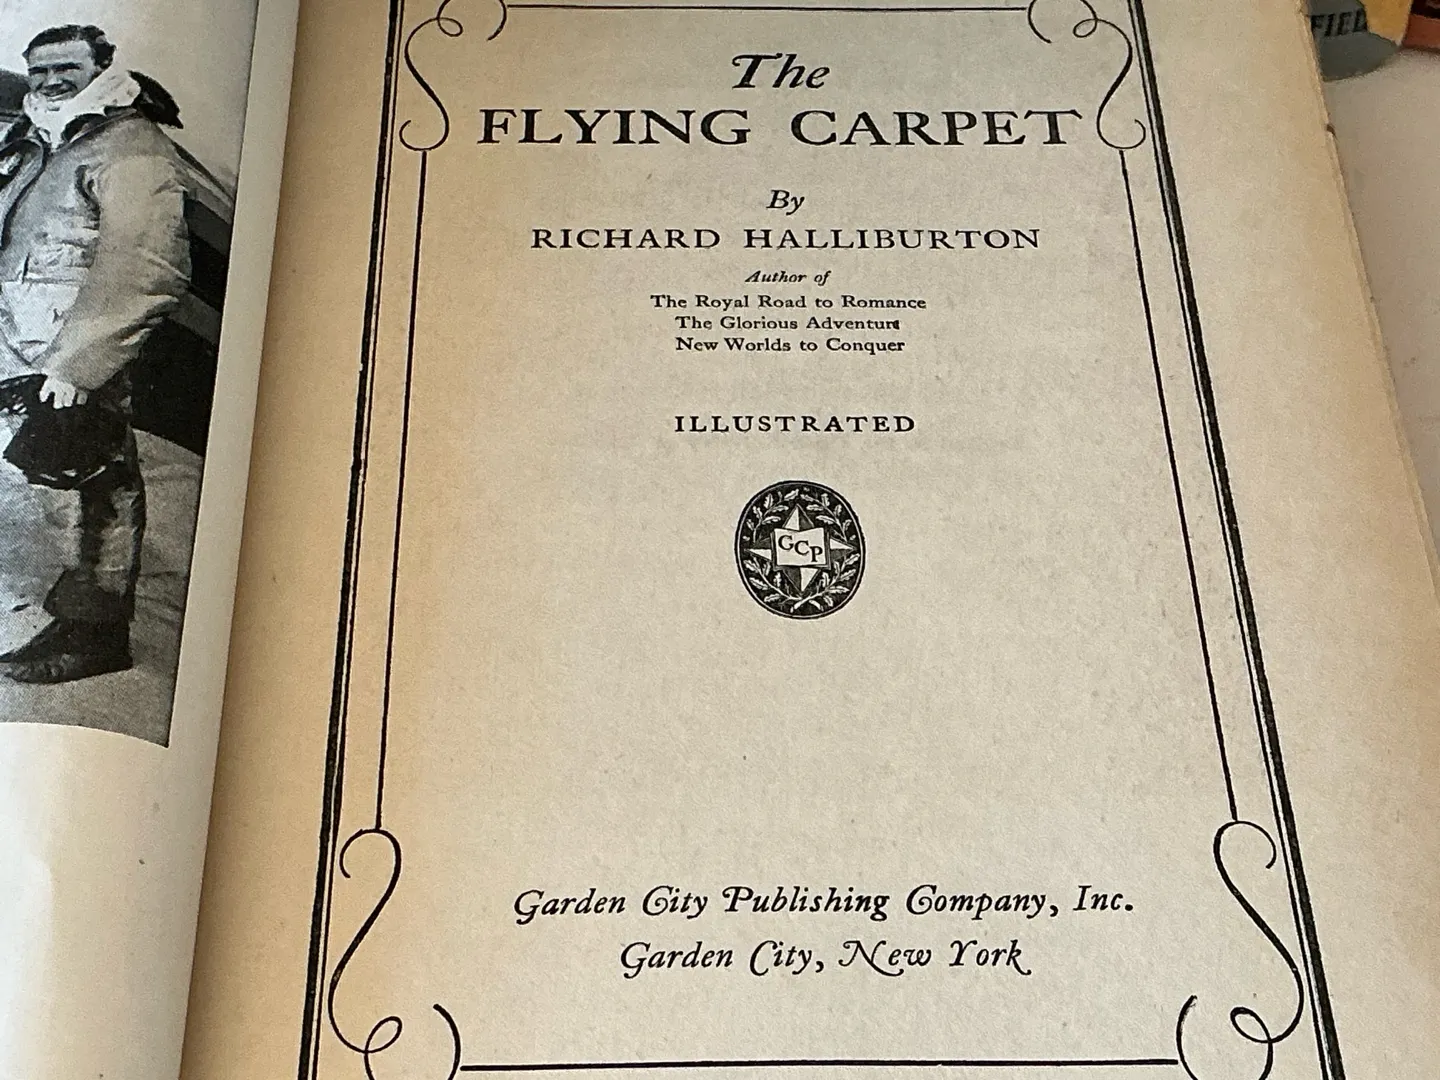 FIEL
The
FLYING CARPET
By
RICHARD HALLIBURTON
Author of
The Royal Road to Romance
The Glorious Adventure
New Worlds to Conquer
ILLUSTRATED
GCP
Garden City Publishing Company, Inc.
Garden City, New York